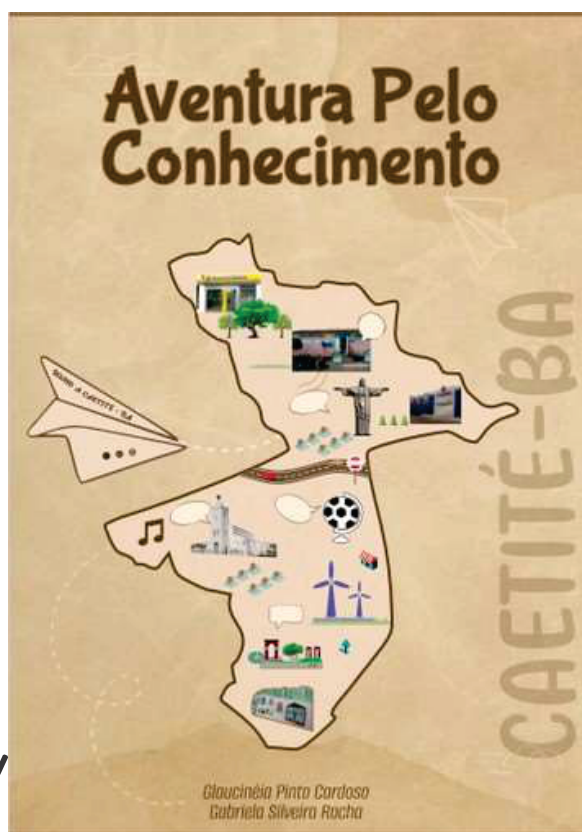 Aventura Pelo
Conhecimento
CAETITÉ-BA
Glaucinéia Pinto Cardoso
Gabriela Silveira Rocha